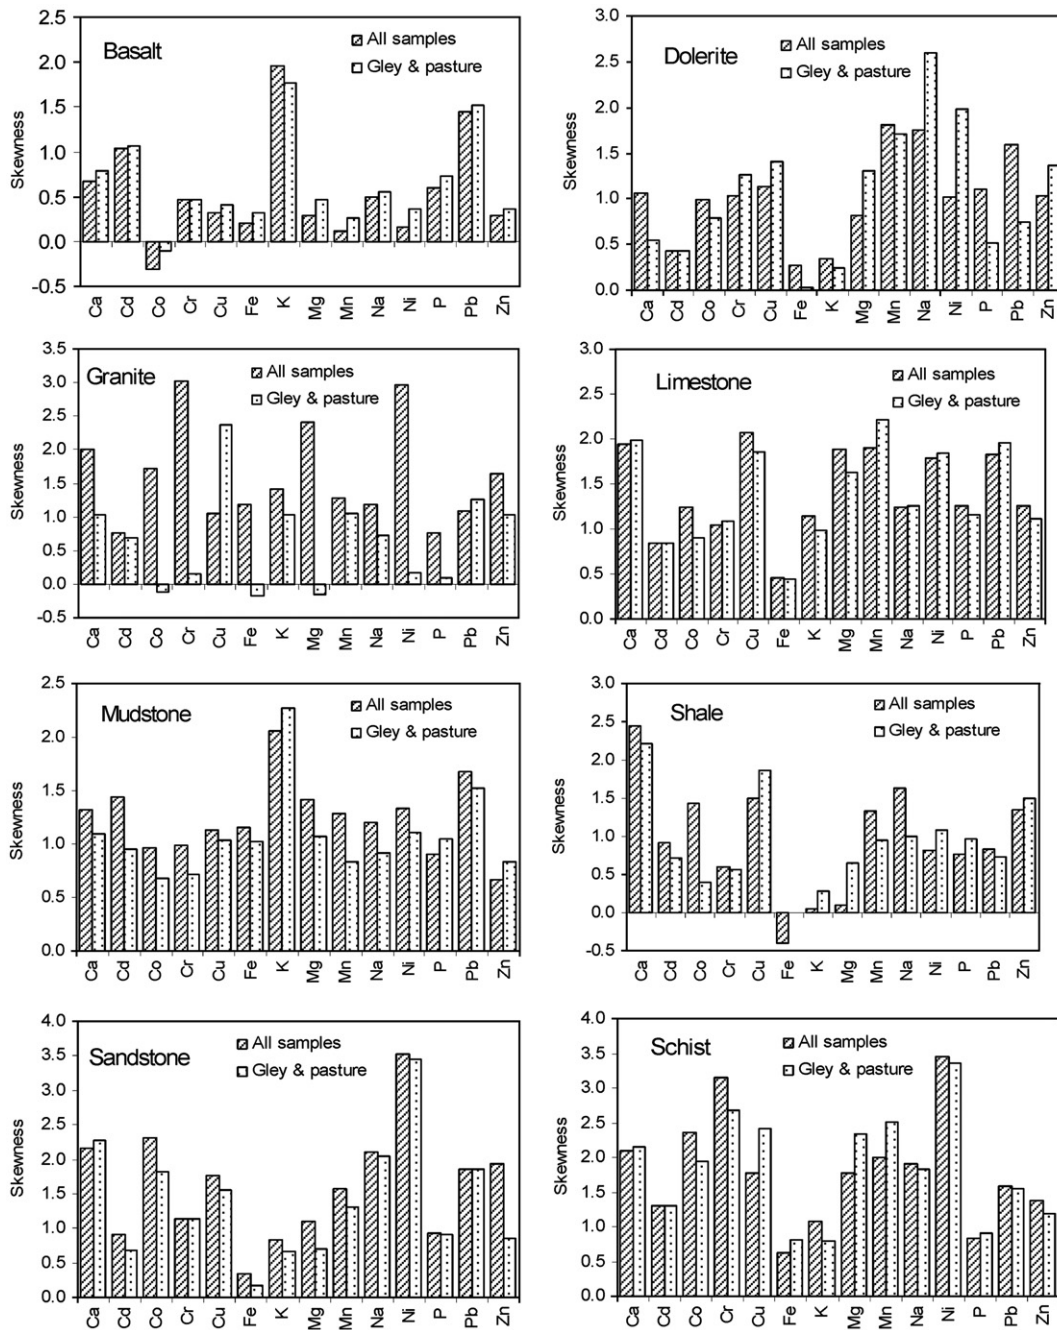 Basalt
All samples
Gley & pasture
Skewness
2.5
2.0
1.5
1.0
0.5
0.0
-0.5
Ca Cd Co Cr Cu Fe K Mg Mn Na Ni P Pb Zn
Dolerite
All samples
Gley & pasture
Skewness
3.0
2.5
2.0
1.5
1.0
0.5
0.0
Ca Cd Co Cr Cu Fe K Mg Mn Na Ni P Pb Zn
Granite
All samples
Gley & pasture
Skewness
3.5
3.0
2.5
2.0
1.5
1.0
0.5
0.0
-0.5
Ca Cd Co Cr Cu Fe K Mg Mn Na Ni P Pb Zn
Limestone
All samples
Gley & pasture
Skewness
3.0
2.5
2.0
1.5
1.0
0.5
0.0
Ca Cd Co Cr Cu Fe K Mg Mn Na Ni P Pb Zn
Mudstone
All samples
Gley & pasture
Skewness
2.5
2.0
1.5
1.0
0.5
0.0
Ca Cd Co Cr Cu Fe K Mg Mn Na Ni P Pb Zn
Shale
All samples
Gley & pasture
Skewness
3.0
2.5
2.0
1.5
1.0
0.5
0.0
-0.5
Ca Cd Co Cr Cu Fe K Mg Mn Na Ni P Pb Zn
Sandstone
All samples
Gley & pasture
Skewness
4.0
3.5
3.0
2.5
2.0
1.5
1.0
0.5
0.0
Ca Cd Co Cr Cu Fe K Mg Mn Na Ni P Pb Zn
Schist
All samples
Gley & pasture
Skewness
4.0
3.5
3.0
2.5
2.0
1.5
1.0
0.5
0.0
Ca Cd Co Cr Cu Fe K Mg Mn Na Ni P Pb Zn